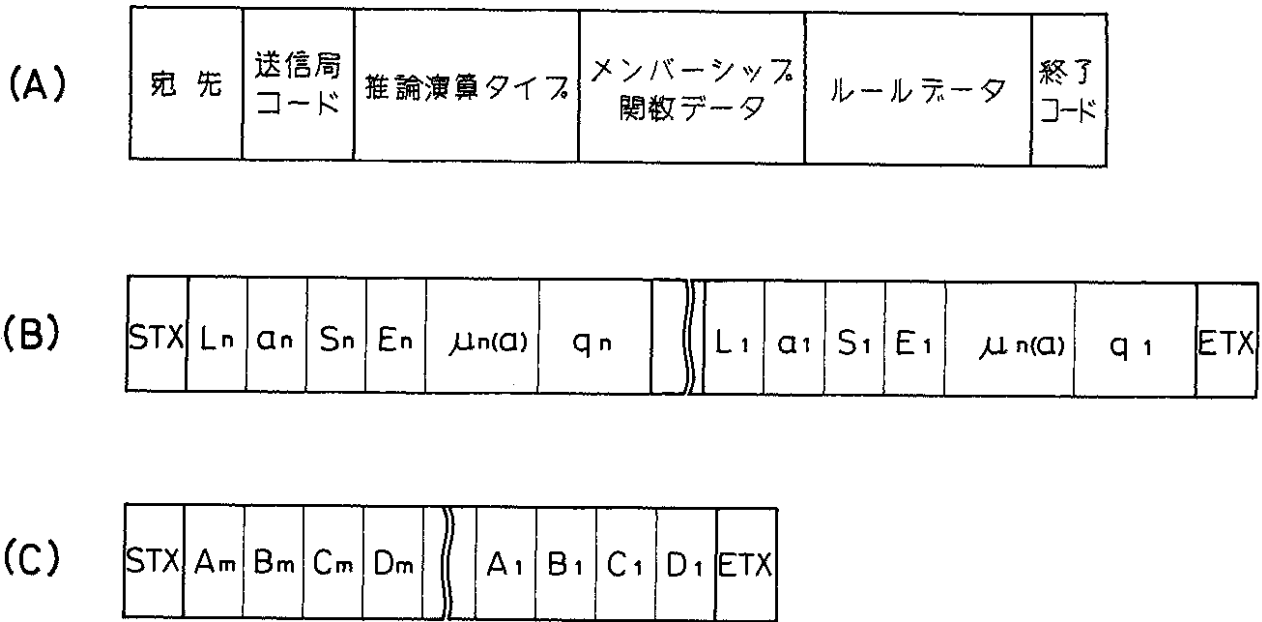 (A) 宛先 送信局コード 推論演算タイプ メンバーシップ関数データ ルールデータ 終了コード
(B) STX Ln an Sn En μn(a) qn L1 a1 S1 E1 μn(a) q1 ETX
(C) STX Am Bm Cm Dm A1 B1 C1 D1 ETX